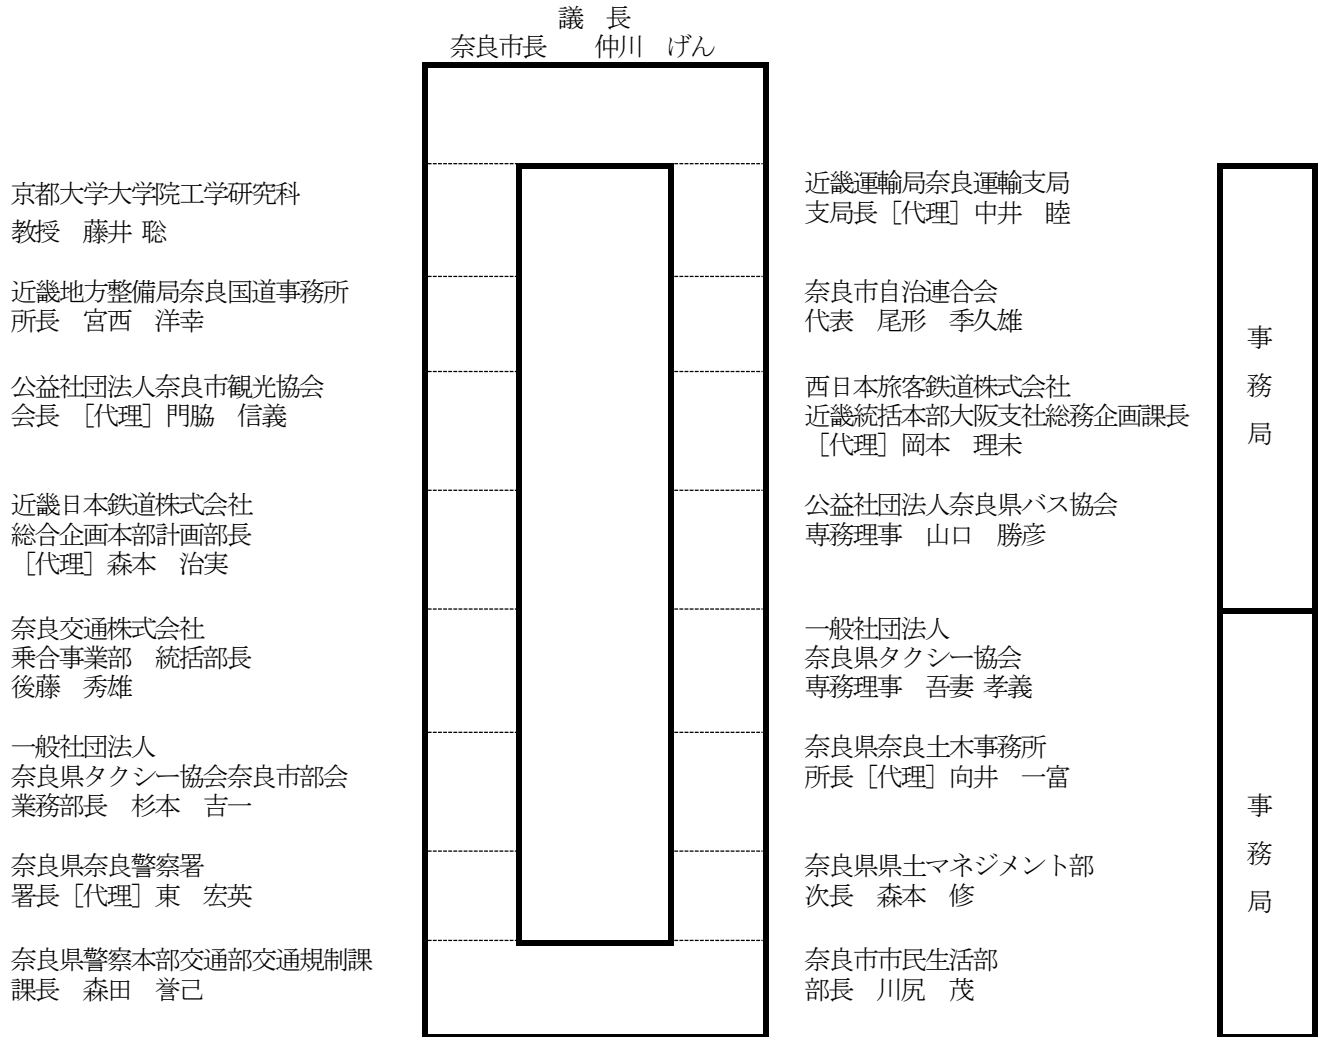 議　長
奈良市長　　仲川　げん
京都大学大学院工学研究科
教授　藤井 聡
近畿地方整備局奈良国道事務所
所長　宮西　洋幸
公益社団法人奈良市観光協会
会長　［代理］門脇　信義
近畿日本鉄道株式会社
総合企画本部計画部長
［代理］森本　治実
奈良交通株式会社
乗合事業部　統括部長
後藤　秀雄
一般社団法人
奈良県タクシー協会奈良市部会
業務部長　杉本　吉一
奈良県奈良警察署
署長［代理］東　宏英
奈良県警察本部交通部交通規制課
課長　森田　誉己
近畿運輸局奈良運輸支局
支局長［代理］中井　睦
奈良市自治連合会
代表　尾形　季久雄
西日本旅客鉄道株式会社
近畿統括本部大阪支社総務企画課長
［代理］岡本　理未
公益社団法人奈良県バス協会
専務理事　山口　勝彦
一般社団法人
奈良県タクシー協会
専務理事　吾妻 孝義
奈良県奈良土木事務所
所長［代理］向井　一富
奈良県県土マネジメント部
次長　森本　修
奈良市市民生活部
部長　川尻　茂
事務局
事務局